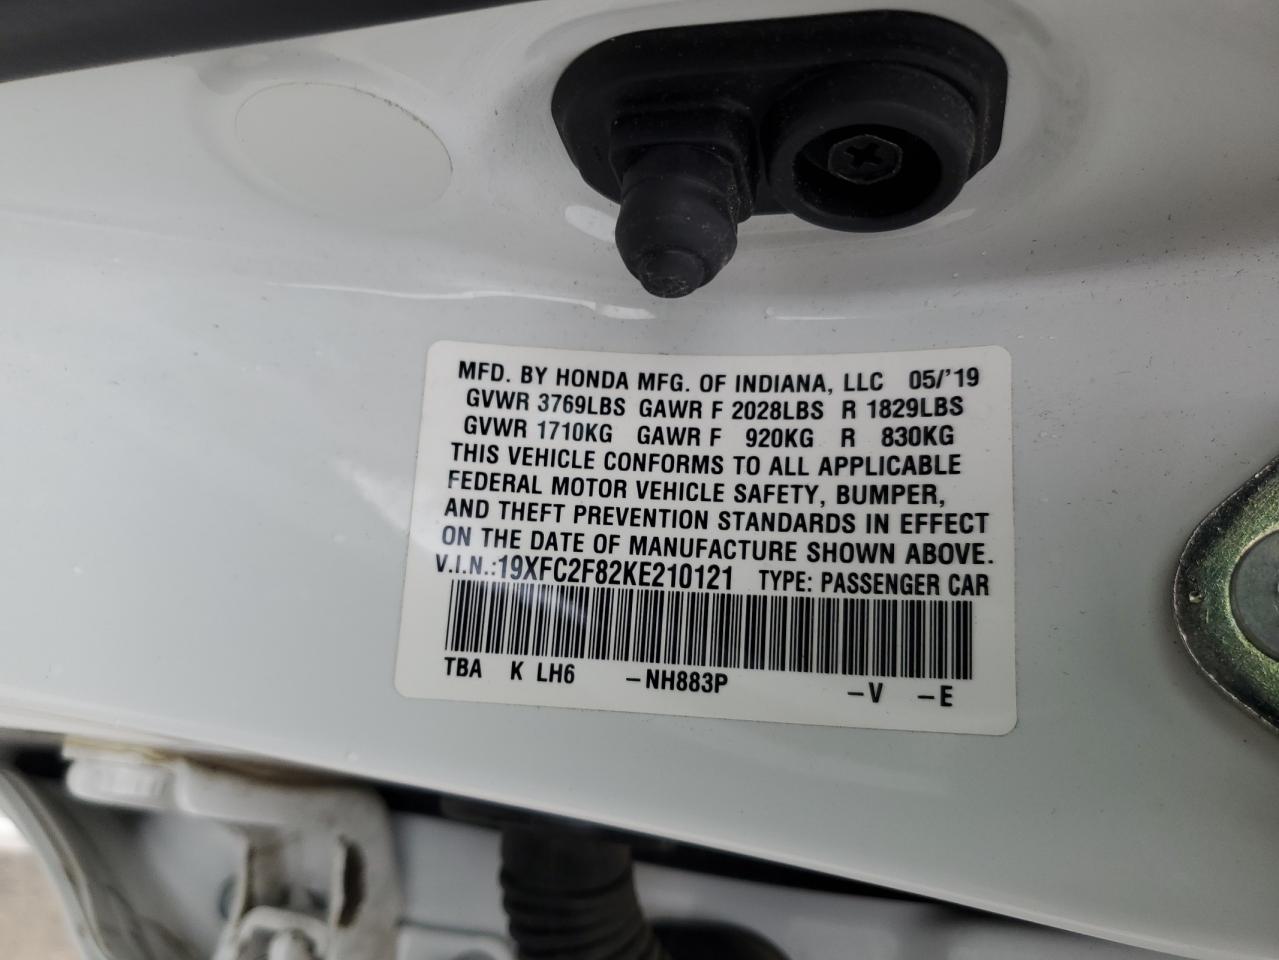 MFD. BY HONDA MFG. OF INDIANA, LLC 05/'19
GVWR 3769LBS GAWR F 2028LBS R 1829LBS
GVWR 1710KG GAWR F 920KG R 830KG
THIS VEHICLE CONFORMS TO ALL APPLICABLE
FEDERAL MOTOR VEHICLE SAFETY, BUMPER,
AND THEFT PREVENTION STANDARDS IN EFFECT
ON THE DATE OF MANUFACTURE SHOWN ABOVE.
V.I.N.:19XFC2F82KE210121 TYPE: PASSENGER CAR
TBA K LH6 –NH883P –V –E